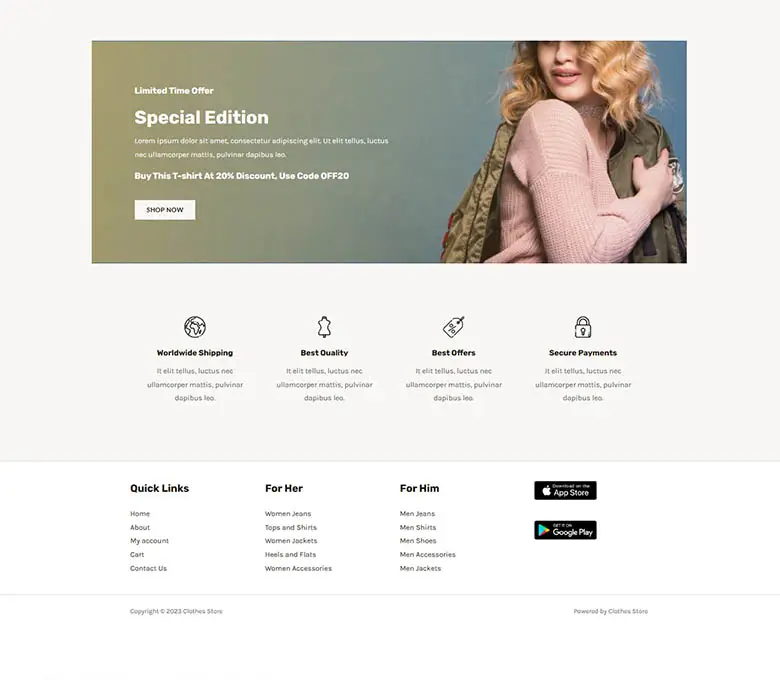 Limited Time Offer
Special Edition
Lorem ipsum dolor sit amet, consectetur adipiscing elit. Ut elit tellus, luctus
nec ullamcorper mattis, pulvinar dapibus leo.
Buy This T-shirt At 20% Discount, Use Code OFF20
SHOP NOW
Worldwide Shipping
It elit tellus, luctus nec
ullamcorper mattis, pulvinar
dapibus leo.
Best Quality
It elit tellus, luctus nec
ullamcorper mattis, pulvinar
dapibus leo.
Best Offers
It elit tellus, luctus nec
ullamcorper mattis, pulvinar
dapibus leo.
Secure Payments
It elit tellus, luctus nec
ullamcorper mattis, pulvinar
dapibus leo.
Quick Links
Home
About
My account
Cart
Contact Us
For Her
Women Jeans
Tops and Shirts
Women Jackets
Heels and Flats
Women Accessories
For Him
Men Jeans
Men Shirts
Men Shoes
Men Accessories
Men Jackets
Download on the
App Store
GET IT ON
Google Play
Copyright © 2023 Clothes Store
Powered by Clothes Store